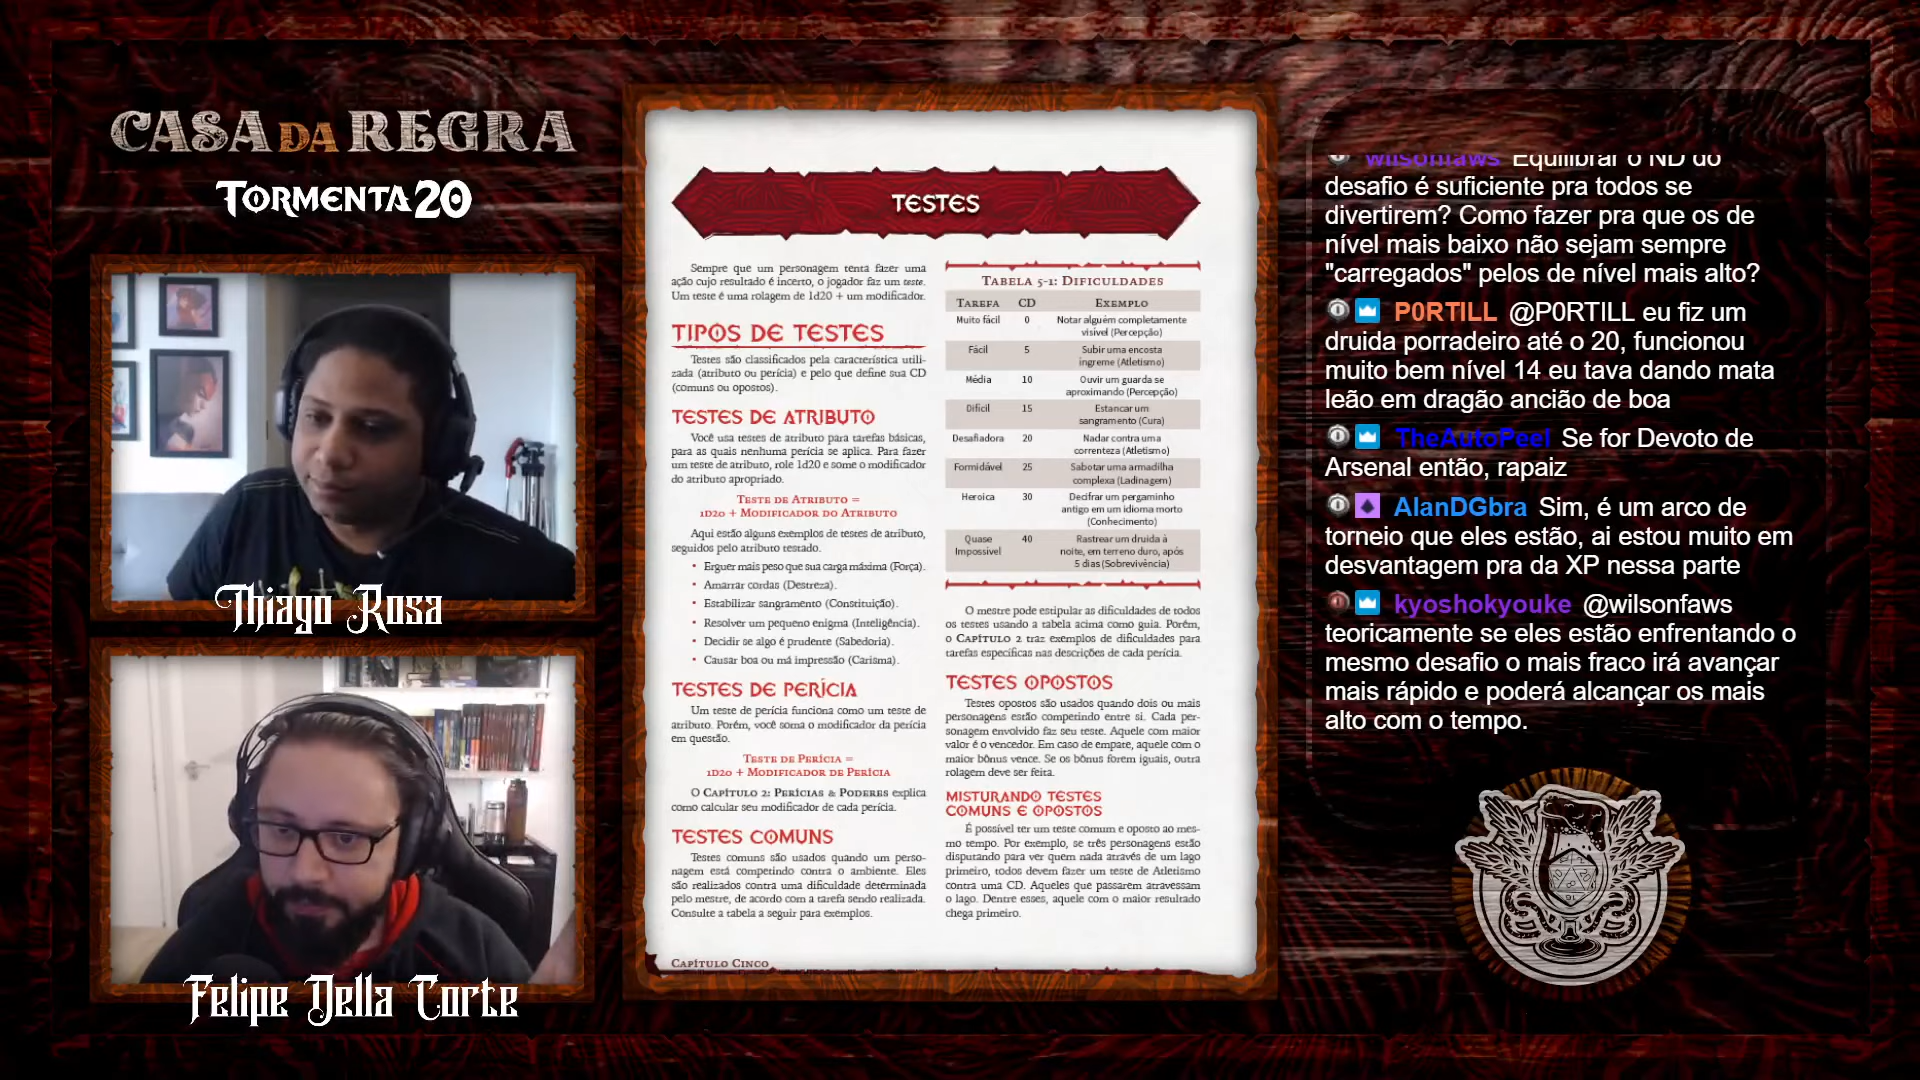 CASA DA REGRA
TORMENTA20
Thiago Rosa
Felipe Della Corte
TESTES
Sempre que um personagem tenta fazer uma
ação cujo resultado é incerto, o jogador faz um teste.
Um teste é uma rolagem de 1d20 + um modificador.
TIPOS DE TESTES
Testes são classificados pela característica utili-
zada (atributo ou perícia) e pelo que define sua CD
(comuns ou opostos).
TESTES DE ATRIBUTO
Você usa testes de atributo para tarefas básicas,
para as quais nenhuma perícia se aplica. Para fazer
um teste de atributo, role 1d20 e some o modificador
do atributo apropriado.
TESTE DE ATRIBUTO =
1D20 + MODIFICADOR DO ATRIBUTO
Aqui estão alguns exemplos de testes de atributo,
seguidos pelo atributo testado.
• Erguer mais peso que sua carga máxima (Força).
• Amarrar cordas (Destreza).
• Estabilizar sangramento (Constituição).
• Resolver um pequeno enigma (Inteligência).
• Decidir se algo é prudente (Sabedoria).
• Causar boa ou má impressão (Carisma).
TESTES DE PERÍCIA
Um teste de perícia funciona como um teste de
atributo. Porém, você soma o modificador da perícia
em questão.
TESTE DE PERÍCIA =
1D20 + MODIFICADOR DE PERÍCIA
O CAPÍTULO 2: PERÍCIAS & PODERES explica
como calcular seu modificador de cada perícia.
TESTES COMUNS
Testes comuns são usados quando um perso-
nagem está competindo contra o ambiente. Eles
são realizados contra uma dificuldade determinada
pelo mestre, de acordo com a tarefa sendo realizada.
Consulte a tabela a seguir para exemplos.
CAPÍTULO CINCO
TABELA 5-1: DIFICULDADES
TAREFA CD EXEMPLO
Muito fácil 0 Notar alguém completamente
visível (Percepção)
Fácil 5 Subir uma encosta
íngreme (Atletismo)
Média 10 Ouvir um guarda se
aproximando (Percepção)
Difícil 15 Estancar um
sangramento (Cura)
Desafiadora 20 Nadar contra uma
correnteza (Atletismo)
Formidável 25 Sabotar uma armadilha
complexa (Ladinagem)
Heroica 30 Decifrar um pergaminho
antigo em um idioma morto
(Conhecimento)
Quase 40 Rastrear um druida à
Impossível noite, em terreno duro, após
5 dias (Sobrevivência)
O mestre pode estipular as dificuldades de todos
os testes usando a tabela acima como guia. Porém,
o CAPÍTULO 2 traz exemplos de dificuldades para
tarefas específicas nas descrições de cada perícia.
TESTES OPOSTOS
Testes opostos são usados quando dois ou mais
personagens estão competindo entre si. Cada per-
sonagem envolvido faz seu teste. Aquele com maior
valor é o vencedor. Em caso de empate, aquele com o
maior bônus vence. Se os bônus forem iguais, outra
rolagem deve ser feita.
MISTURANDO TESTES
COMUNS E OPOSTOS
É possível ter um teste comum e oposto ao mes-
mo tempo. Por exemplo, se três personagens estão
disputando para ver quem nada através de um lago
primeiro, todos devem fazer um teste de Atletismo
contra uma CD. Aqueles que passarem atravessam
o lago. Dentre esses, aquele com o maior resultado
chega primeiro.
wilsonfaws Equilibrar o ND do
desafio é suficiente pra todos se
divertirem? Como fazer pra que os de
nível mais baixo não sejam sempre
"carregados" pelos de nível mais alto?
P0RTILL @P0RTILL eu fiz um
druida porradeiro até o 20, funcionou
muito bem nível 14 eu tava dando mata
leão em dragão ancião de boa
TheAutoPeel Se for Devoto de
Arsenal então, rapaiz
AlanDGbra Sim, é um arco de
torneio que eles estão, ai estou muito em
desvantagem pra da XP nessa parte
kyoshokyouke @wilsonfaws
teoricamente se eles estão enfrentando o
mesmo desafio o mais fraco irá avançar
mais rápido e poderá alcançar os mais
alto com o tempo.